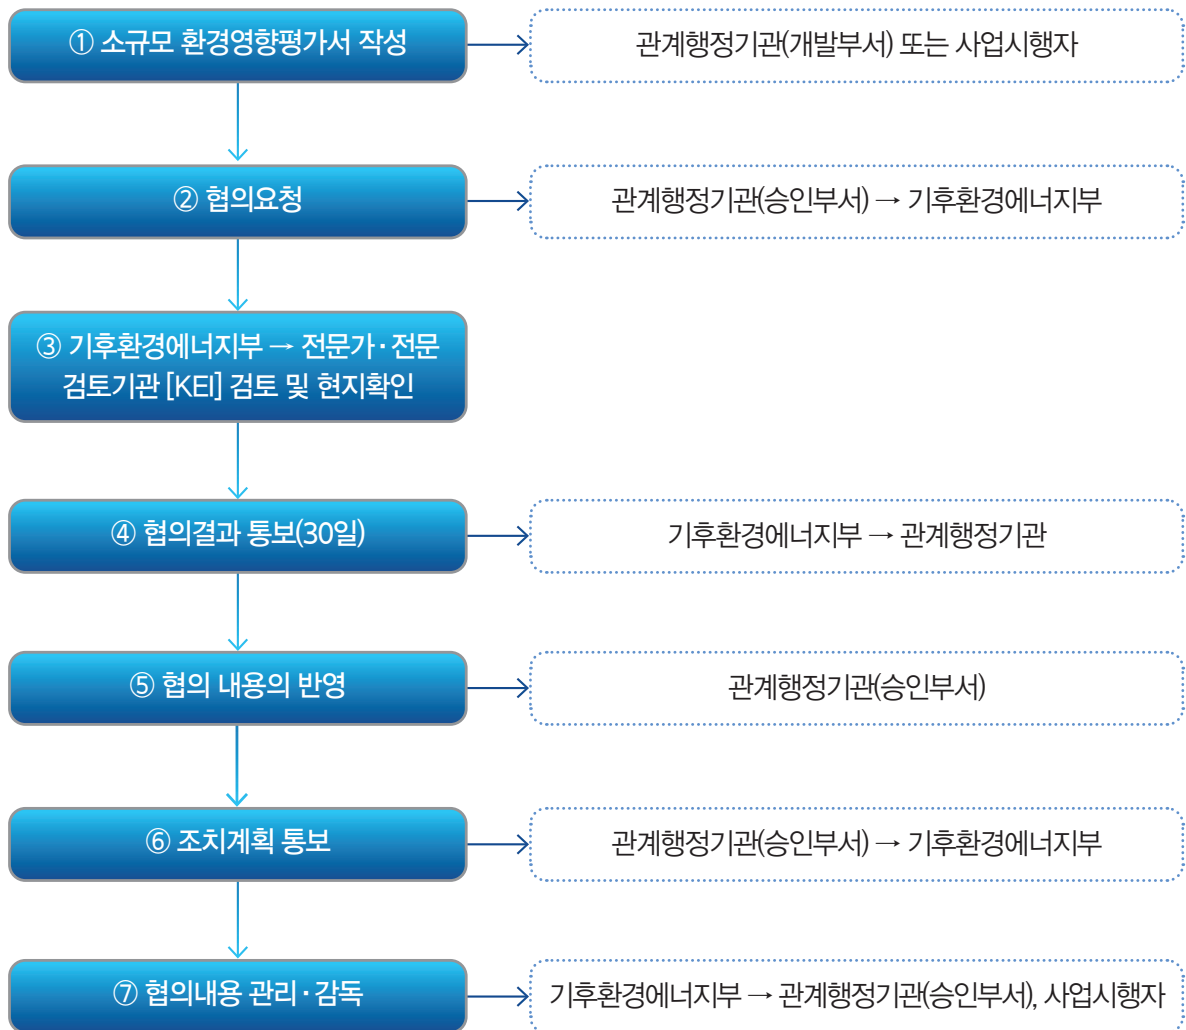 ① 소규모 환경영향평가서 작성
관계행정기관(개발부서) 또는 사업시행자
② 협의요청
관계행정기관(승인부서) → 기후환경에너지부
③ 기후환경에너지부 → 전문가·전문
검토기관 [KEI] 검토 및 현지확인
④ 협의결과 통보(30일)
기후환경에너지부 → 관계행정기관
⑤ 협의 내용의 반영
관계행정기관(승인부서)
⑥ 조치계획 통보
관계행정기관(승인부서) → 기후환경에너지부
⑦ 협의내용 관리·감독
기후환경에너지부 → 관계행정기관(승인부서), 사업시행자